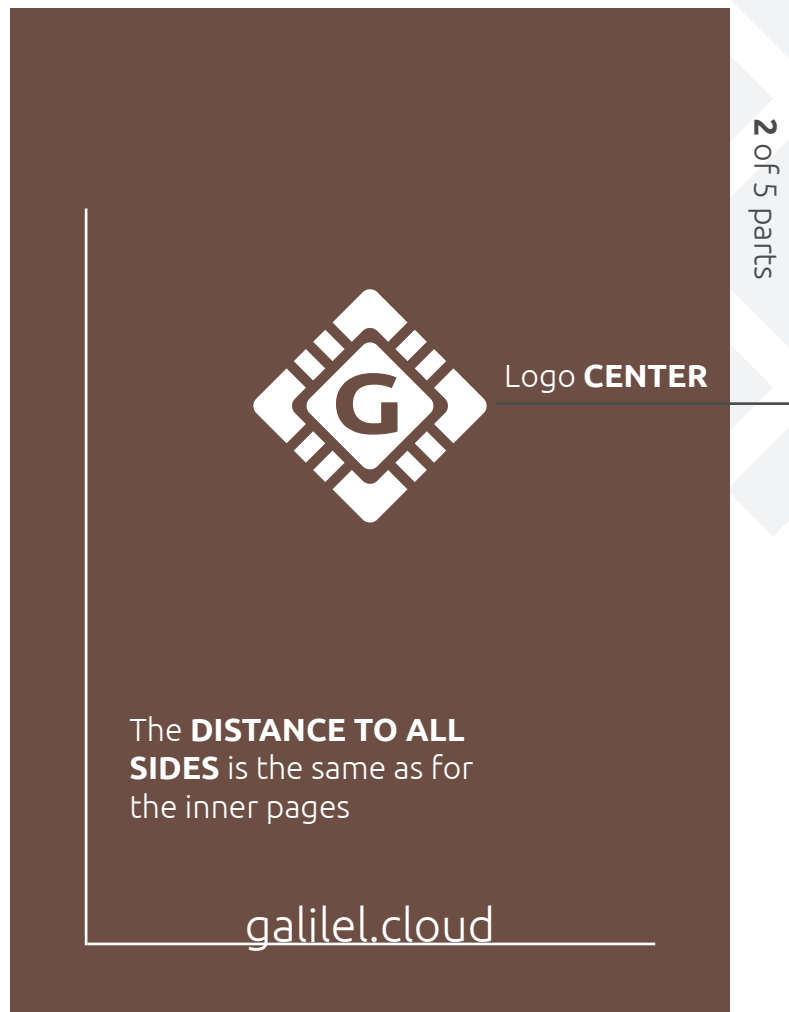 2 of 5 parts
G
Logo CENTER
The DISTANCE TO ALL
SIDES is the same as for
the inner pages
galilel.cloud